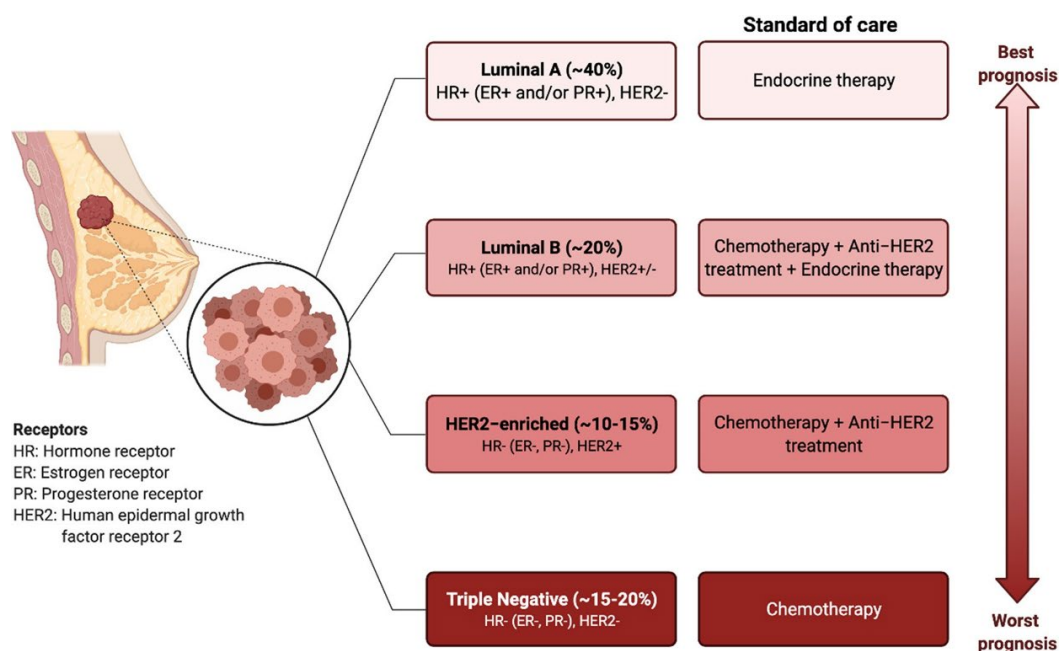 Standard of care
Best
prognosis
Luminal A (~40%)
HR+ (ER+ and/or PR+), HER2-
Endocrine therapy
Luminal B (~20%)
HR+ (ER+ and/or PR+), HER2+/-
Chemotherapy + Anti−HER2
treatment + Endocrine therapy
HER2−enriched (~10-15%)
HR- (ER-, PR-), HER2+
Chemotherapy + Anti-HER2
treatment
Receptors
HR: Hormone receptor
ER: Estrogen receptor
PR: Progesterone receptor
HER2: Human epidermal growth
factor receptor 2
Triple Negative (~15-20%)
HR- (ER-, PR-), HER2-
Chemotherapy
Worst
prognosis